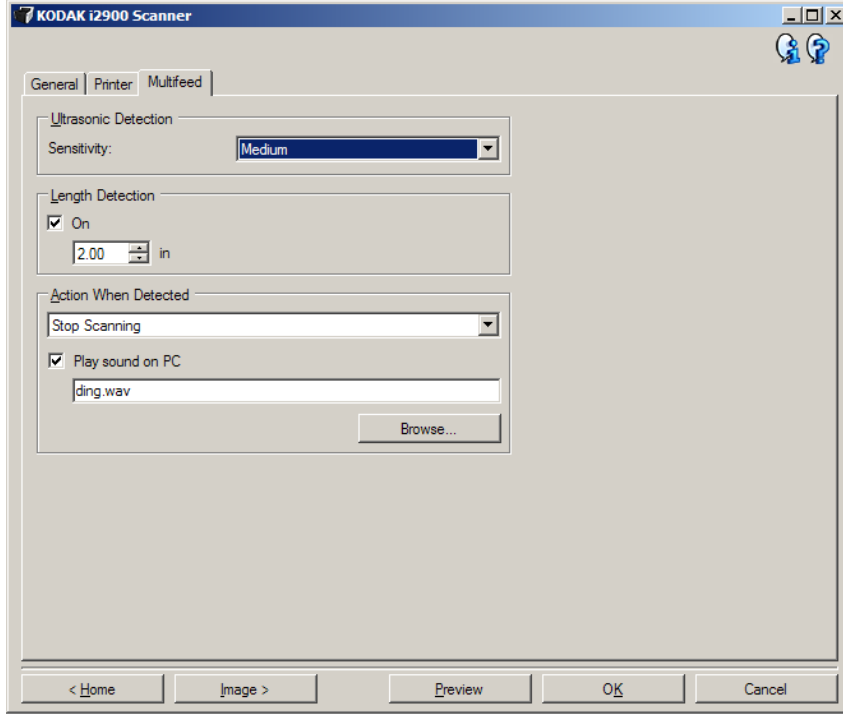 KODAK i2900 Scanner
General Printer Multifeed
Ultrasonic Detection
Sensitivity: Medium
Length Detection
On
2.00 in
Action When Detected
Stop Scanning
Play sound on PC
ding.wav
Browse...
< Home Image > Preview OK Cancel